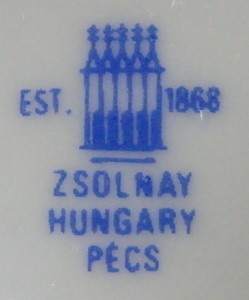 EST. 1868
ZSOLNAY
HUNGARY
PÉCS